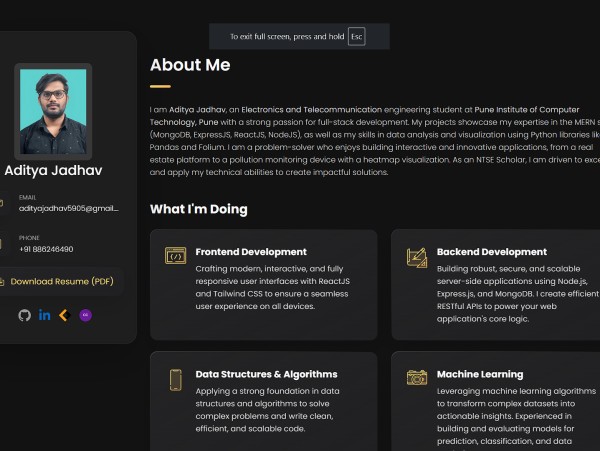 To exit full screen, press and hold Esc
About Me
I am Aditya Jadhav, an Electronics and Telecommunication engineering student at Pune Institute of Computer
Technology, Pune with a strong passion for full-stack development. My projects showcase my expertise in the MERN s
(MongoDB, ExpressJS, ReactJS, NodeJS), as well as my skills in data analysis and visualization using Python libraries lik
Pandas and Folium. I am a problem-solver who enjoys building interactive and innovative applications, from a real
estate platform to a pollution monitoring device with a heatmap visualization. As an NTSE Scholar, I am driven to exce
and apply my technical abilities to create impactful solutions.
Aditya Jadhav
EMAIL
adityajadhav5905@gmail...
PHONE
+91 886246490
Download Resume (PDF)
What I'm Doing
Frontend Development
Crafting modern, interactive, and fully
responsive user interfaces with ReactJS
and Tailwind CSS to ensure a seamless
user experience on all devices.
Backend Development
Building robust, secure, and scalable
server-side applications using Node.js,
Express.js, and MongoDB. I create efficient
RESTful APIs to power your web
application's core logic.
Data Structures & Algorithms
Applying a strong foundation in data
structures and algorithms to solve
complex problems and write clean,
efficient, and scalable code.
Machine Learning
Leveraging machine learning algorithms
to transform complex datasets into
actionable insights. Experienced in
building and evaluating models for
prediction, classification, and data